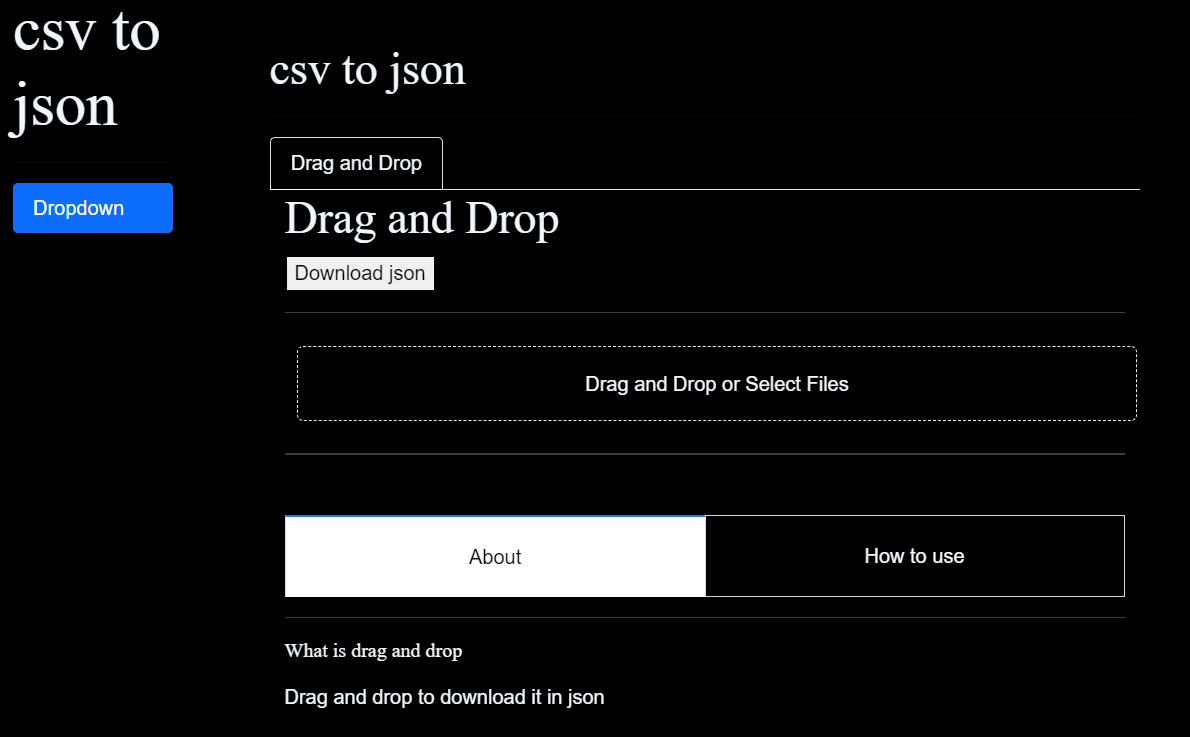 csv to
json
Dropdown
csv to json
Drag and Drop
Drag and Drop
Download json
Drag and Drop or Select Files
About
How to use
What is drag and drop
Drag and drop to download it in json